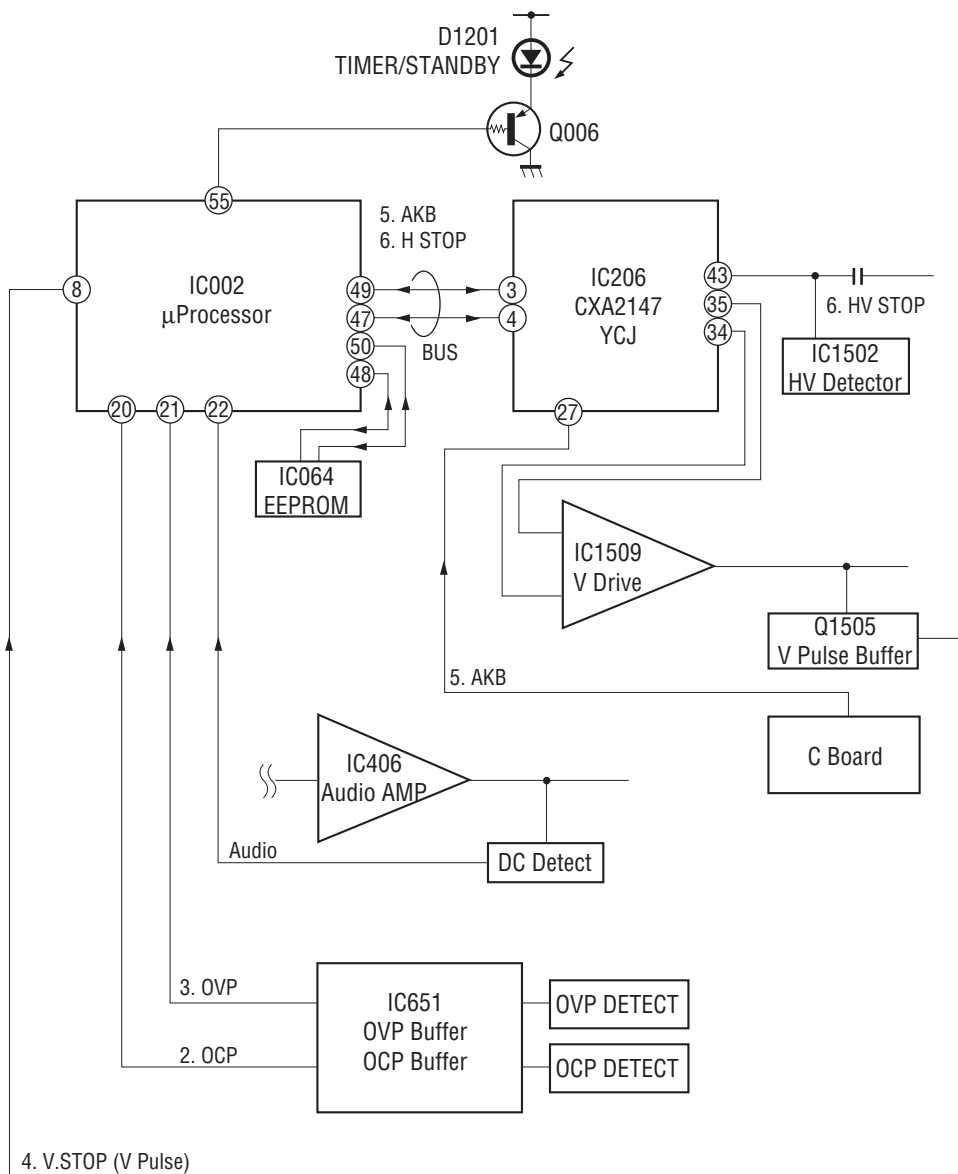 D1201
TIMER/STANDBY
Q006
55
5. AKB
6. H STOP
8
IC002
µProcessor
49
47
50
48
BUS
3
4
IC206
CXA2147
YCJ
43
35
34
6. HV STOP
IC1502
HV Detector
20
21
22
27
IC064
EEPROM
IC1509
V Drive
Q1505
V Pulse Buffer
5. AKB
C Board
IC406
Audio AMP
Audio
DC Detect
3. OVP
2. OCP
IC651
OVP Buffer
OCP Buffer
OVP DETECT
OCP DETECT
4. V.STOP (V Pulse)